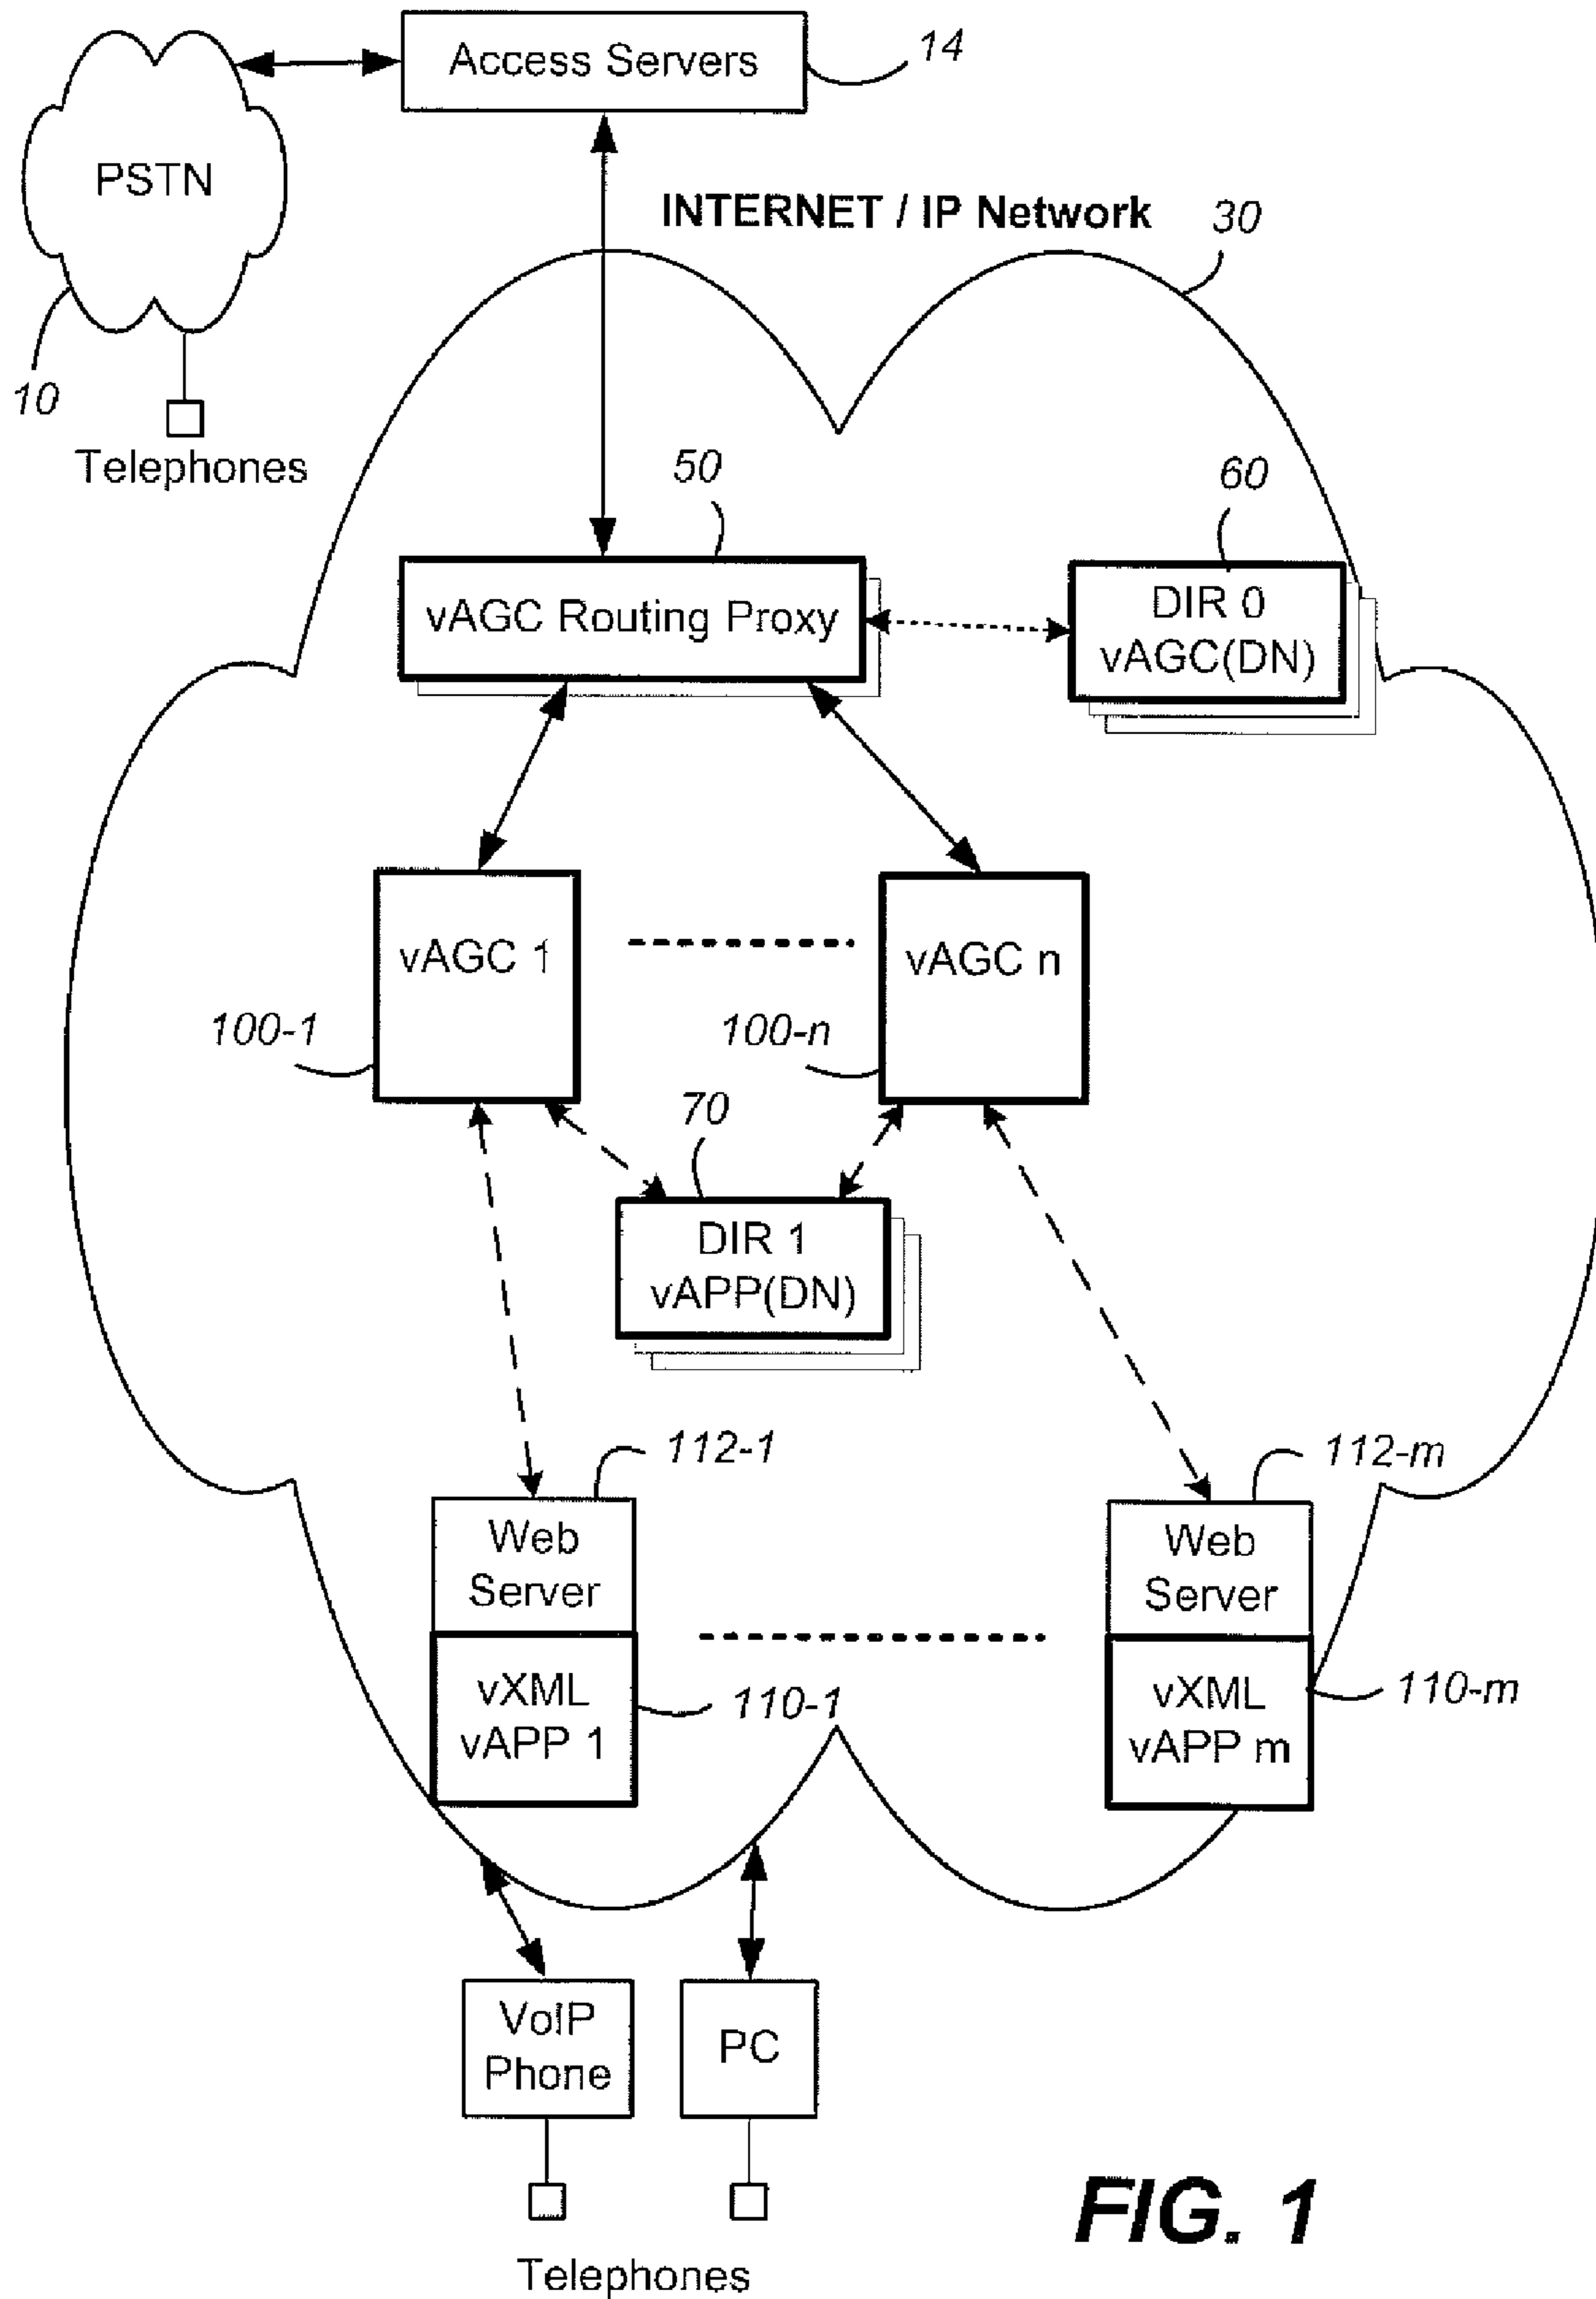 Access Servers
14
PSTN
INTERNET / IP Network
30
10
Telephones
50
60
vAGC Routing Proxy
DIR 0
vAGC(DN)
vAGC 1
vAGC n
100-1
100-n
70
DIR 1
vAPP(DN)
112-1
112-m
Web
Server
Web
Server
vXML
vAPP 1
110-1
vXML
vAPP m
110-m
VoIP
Phone
PC
Telephones
FIG. 1